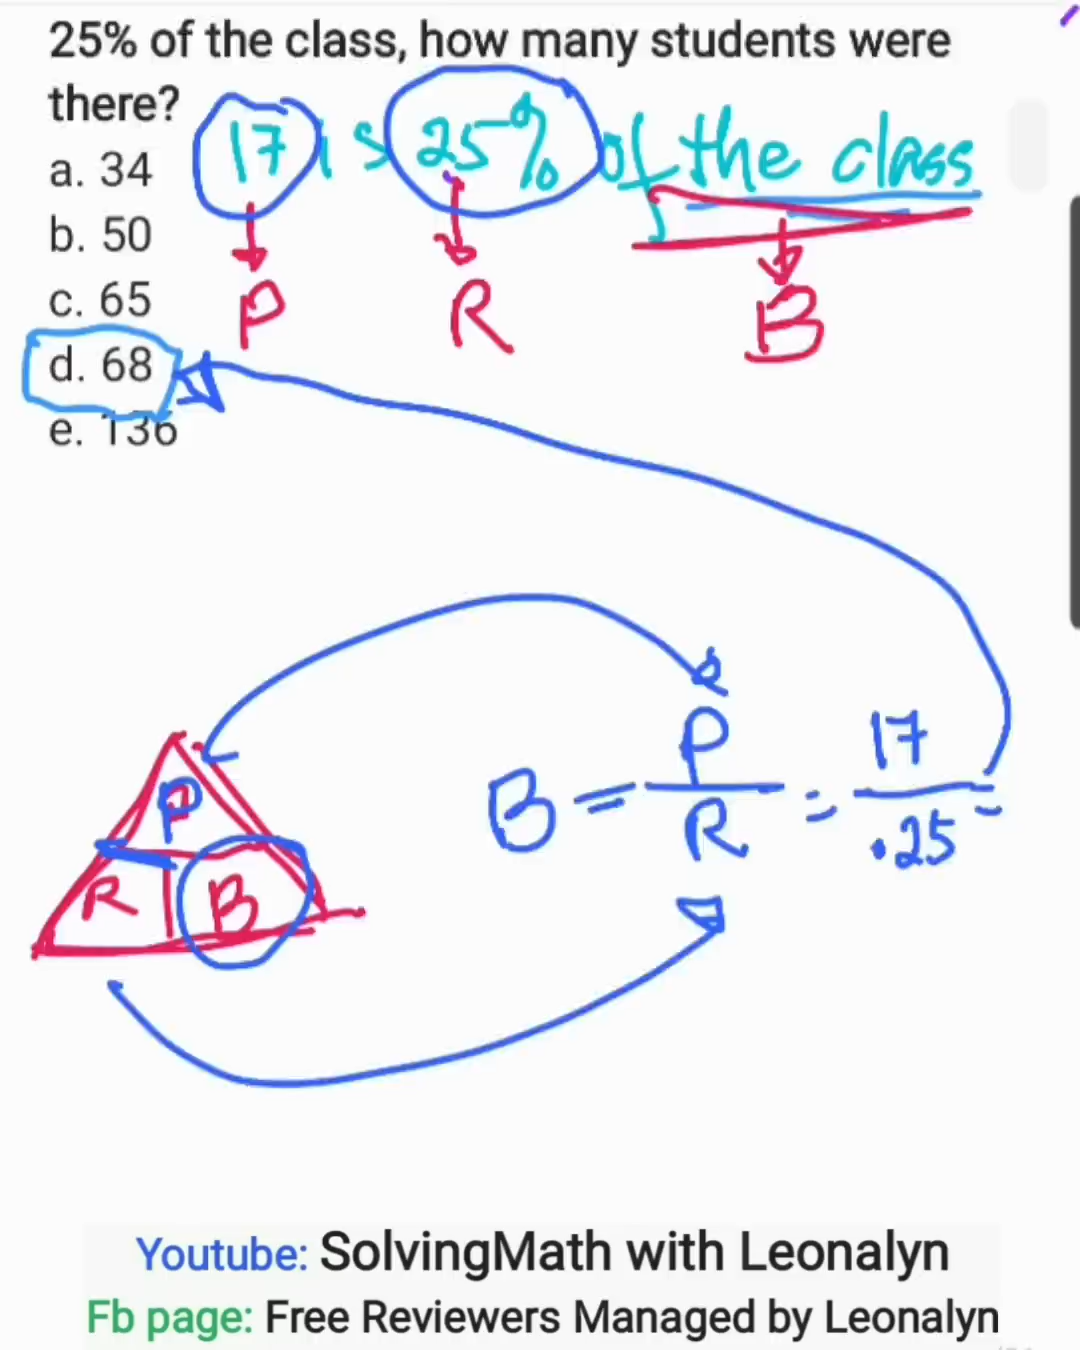 25% of the class, how many students were
there?
17 is 25% of the class
a. 34
b. 50
c. 65
d. 68
e. 136
P R B
P
R B
B = P/R = 17/.25 =
Youtube: SolvingMath with Leonalyn
Fb page: Free Reviewers Managed by Leonalyn